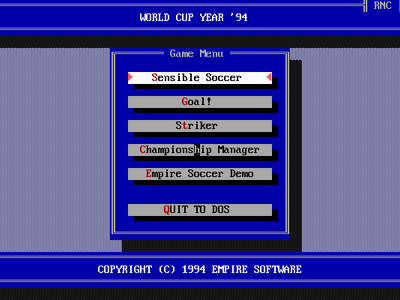 RNC
WORLD CUP YEAR '94
Game Menu
Sensible Soccer
Goal!
Striker
Championship Manager
Empire Soccer Demo
QUIT TO DOS
COPYRIGHT (C) 1994 EMPIRE SOFTWARE